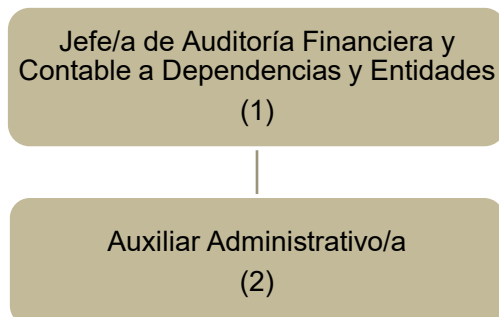 Jefe/a de Auditoría Financiera y
Contable a Dependencias y Entidades
(1)
Auxiliar Administrativo/a
(2)